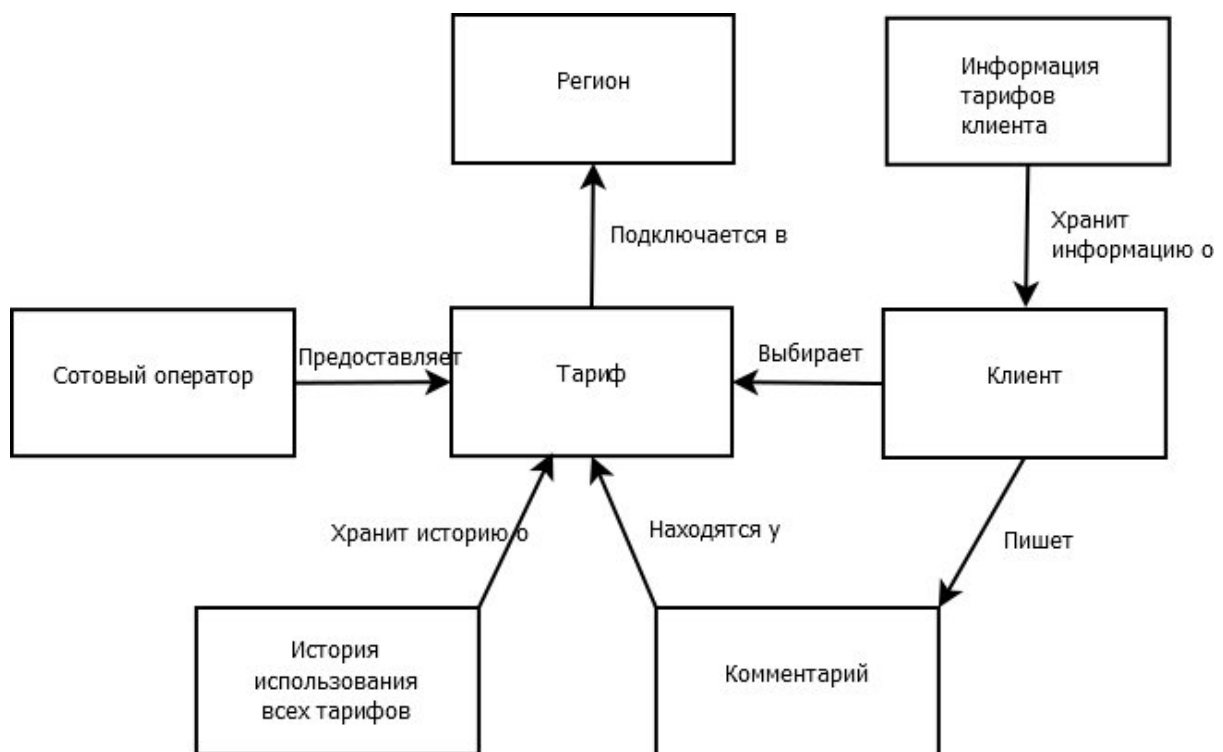 Регион
Информация
тарифов
клиента
Подключается в
Хранит
информацию о
Сотовый оператор
Предоставляет
Тариф
Выбирает
Клиент
Хранит историю о
Находятся у
Пишет
История
использования
всех тарифов
Комментарий